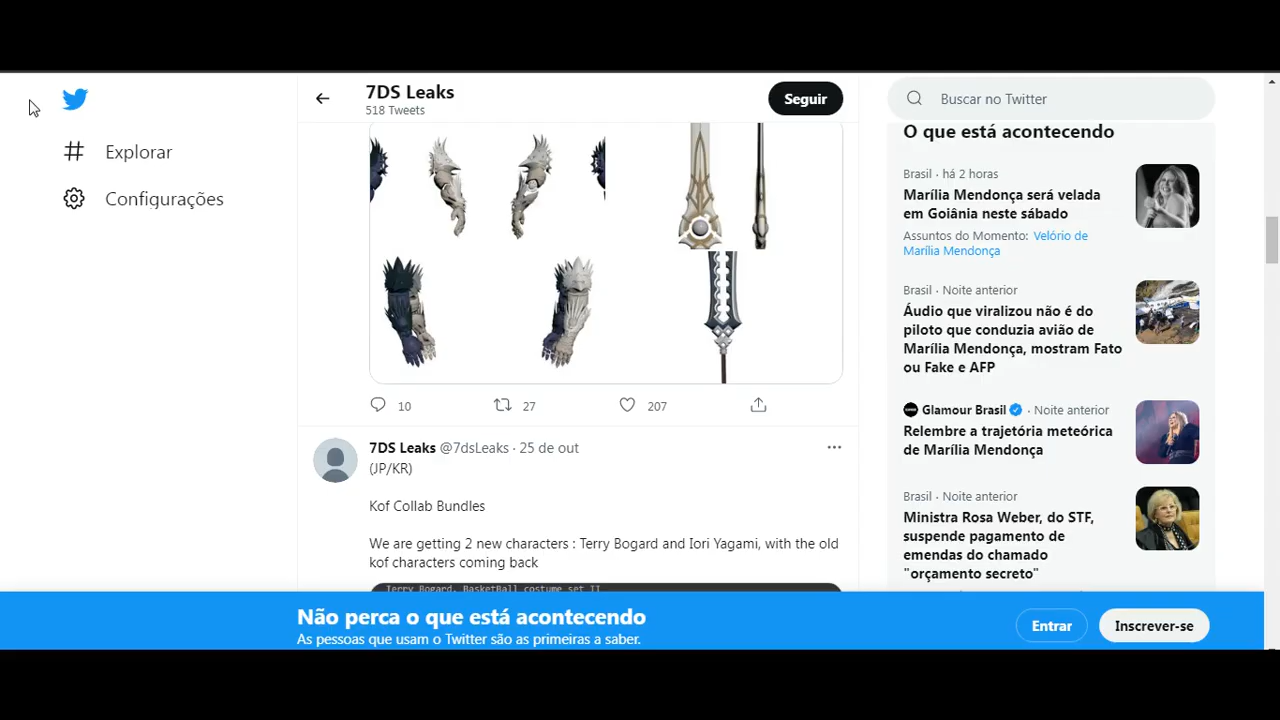 7DS Leaks
518 Tweets
Seguir
Buscar no Twitter
Explorar
Configurações
10
27
207
7DS Leaks @7dsLeaks · 25 de out
(JP/KR)
Kof Collab Bundles
We are getting 2 new characters : Terry Bogard and Iori Yagami, with the old
kof characters coming back
Terry Bogard, BasketBall costume set II
O que está acontecendo
Brasil · há 2 horas
Marília Mendonça será velada
em Goiânia neste sábado
Assuntos do Momento: Velório de
Marília Mendonça
Brasil · Noite anterior
Áudio que viralizou não é do
piloto que conduzia avião de
Marília Mendonça, mostram Fato
ou Fake e AFP
Glamour Brasil · Noite anterior
Relembre a trajetória meteórica
de Marília Mendonça
Brasil · Noite anterior
Ministra Rosa Weber, do STF,
suspende pagamento de
emendas do chamado
"orçamento secreto"
Não perca o que está acontecendo
As pessoas que usam o Twitter são as primeiras a saber.
Entrar
Inscrever-se